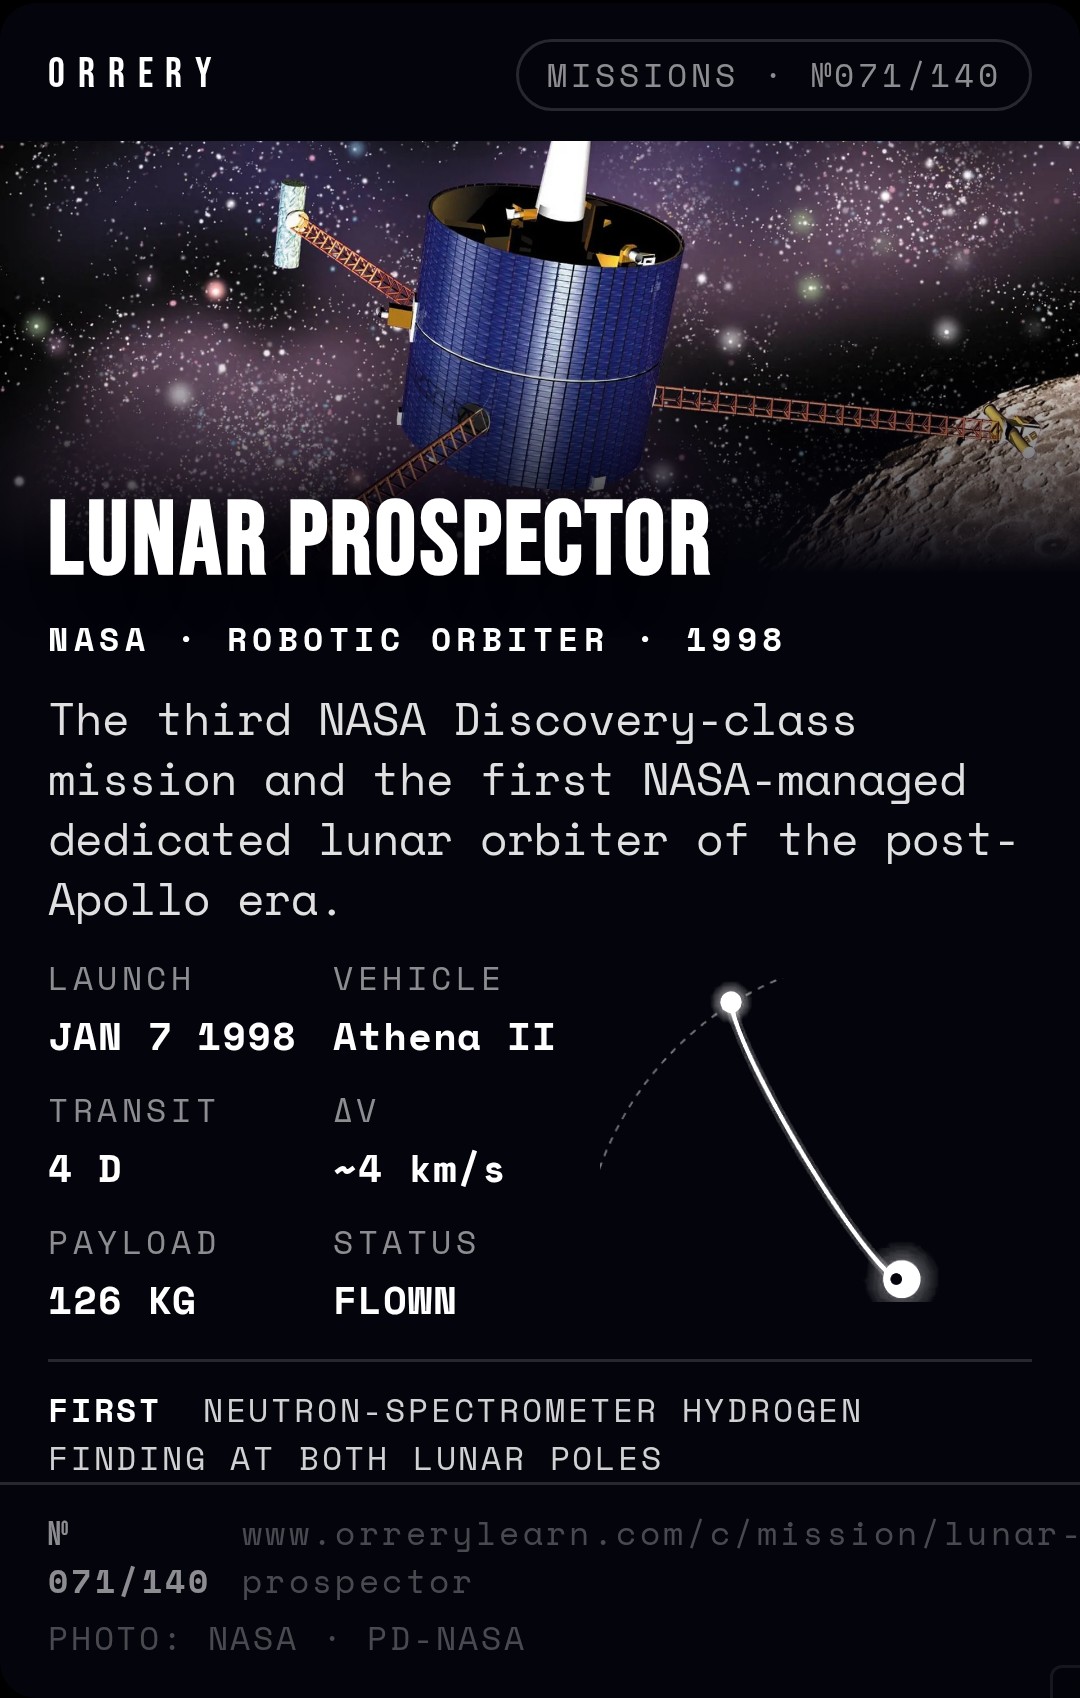 ORRERY
MISSIONS · №071/140
LUNAR PROSPECTOR
NASA · ROBOTIC ORBITER · 1998
The third NASA Discovery-class
mission and the first NASA-managed
dedicated lunar orbiter of the post-
Apollo era.
LAUNCH VEHICLE
JAN 7 1998 Athena II
TRANSIT ΔV
4 D ~4 km/s
PAYLOAD STATUS
126 KG FLOWN
FIRST NEUTRON-SPECTROMETER HYDROGEN
FINDING AT BOTH LUNAR POLES
№ www.orrerylearn.com/c/mission/lunar-
071/140 prospector
PHOTO: NASA · PD-NASA